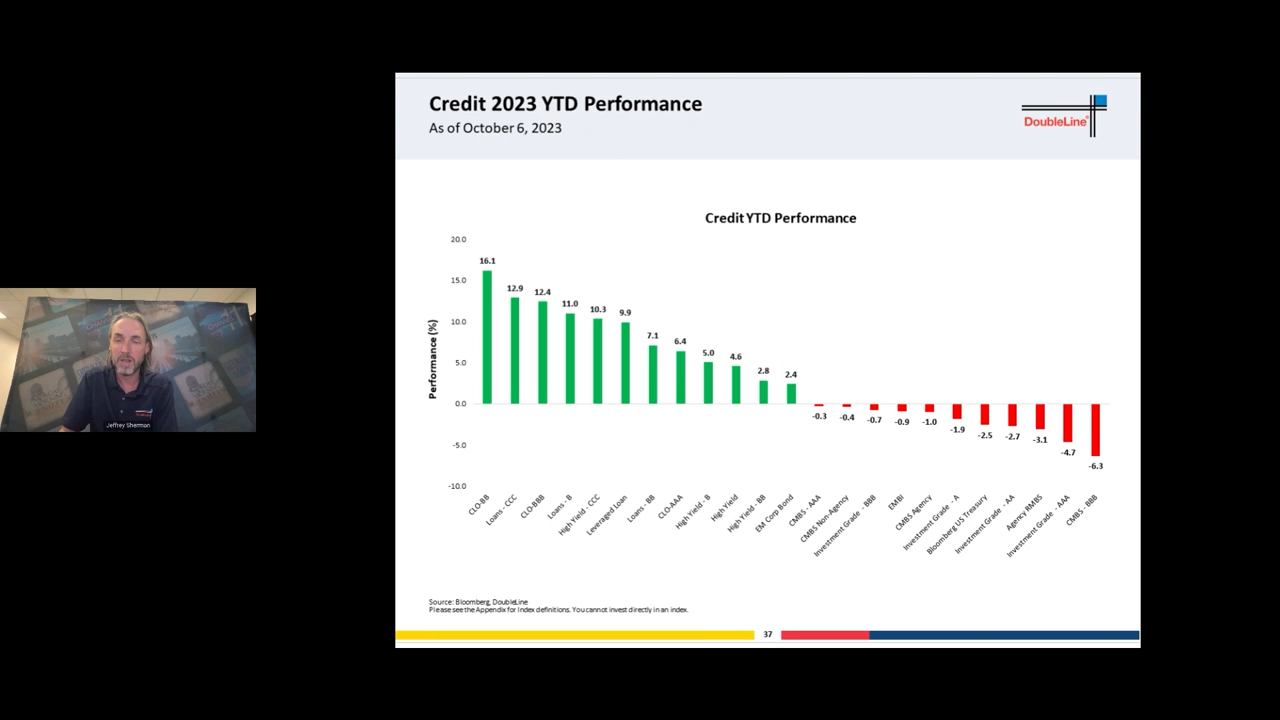 Credit 2023 YTD Performance
As of October 6, 2023
DoubleLine
Credit YTD Performance
Performance (%)
20.0
15.0
10.0
5.0
0.0
-5.0
-10.0
16.1
12.9
12.4
11.0
10.3
9.9
7.1
6.4
5.0
4.6
2.8
2.4
-0.3
-0.4
-0.7
-0.9
-1.0
-1.9
-2.5
-2.7
-3.1
-4.7
-6.3
CLO-BB
Loans - CCC
CLO-BBB
Loans - B
High Yield - CCC
Leveraged Loan
Loans - BB
CLO-AAA
High Yield - B
High Yield
High Yield - BB
EM Corp Bond
CMBS - AAA
CMBS Non-Agency
Investment Grade - BBB
EMBI
CMBS Agency
Investment Grade - A
Bloomberg US Treasury
Investment Grade - AA
Agency RMBS
Investment Grade - AAA
CMBS - BBB
Source: Bloomberg, DoubleLine
Please see the Appendix for Index definitions. You cannot invest directly in an index.
37
Jeffrey Sherman